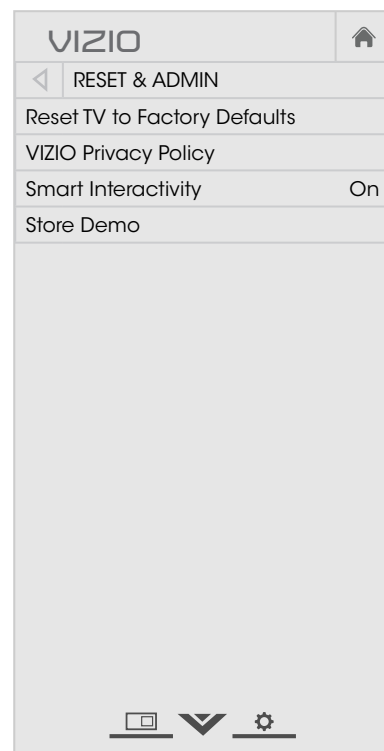 VIZIO
RESET & ADMIN
Reset TV to Factory Defaults
VIZIO Privacy Policy
Smart Interactivity On
Store Demo